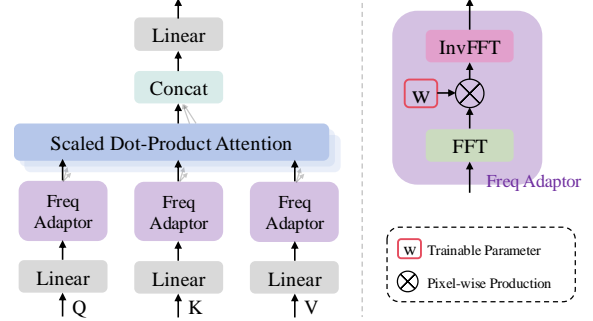 Linear
Concat
Scaled Dot-Product Attention
Freq
Adaptor
Freq
Adaptor
Freq
Adaptor
Linear
Linear
Linear
Q
K
V
InvFFT
W
FFT
Freq Adaptor
W Trainable Parameter
Pixel-wise Production